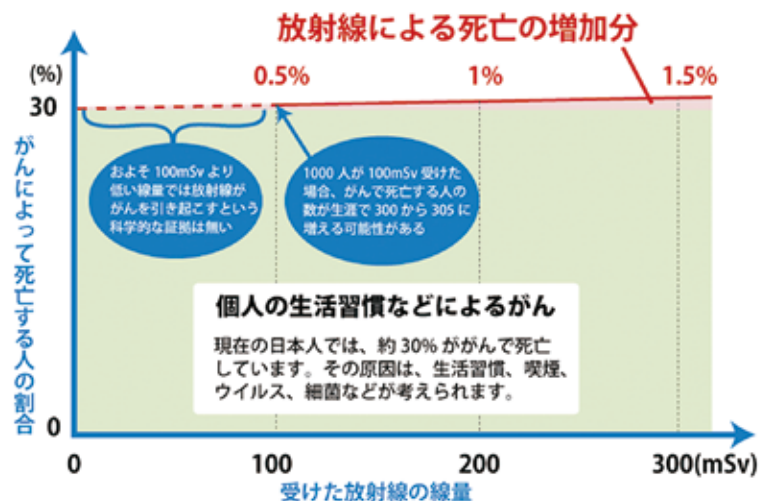 放射線による死亡の増加分
(%)
0.5%
1%
1.5%
30
がんによって死亡する人の割合
およそ 100mSv より
低い線量では放射線が
がんを引き起こすという
科学的な証拠は無い
1000 人が 100mSv 受けた
場合、がんで死亡する人の
数が生涯で 300 から 305 に
増える可能性がある
個人の生活習慣などによるがん
現在の日本人では、約 30% ががんで死亡
しています。その原因は、生活習慣、喫煙、
ウイルス、細菌などが考えられます。
0
0
100
200
300(mSv)
受けた放射線の線量